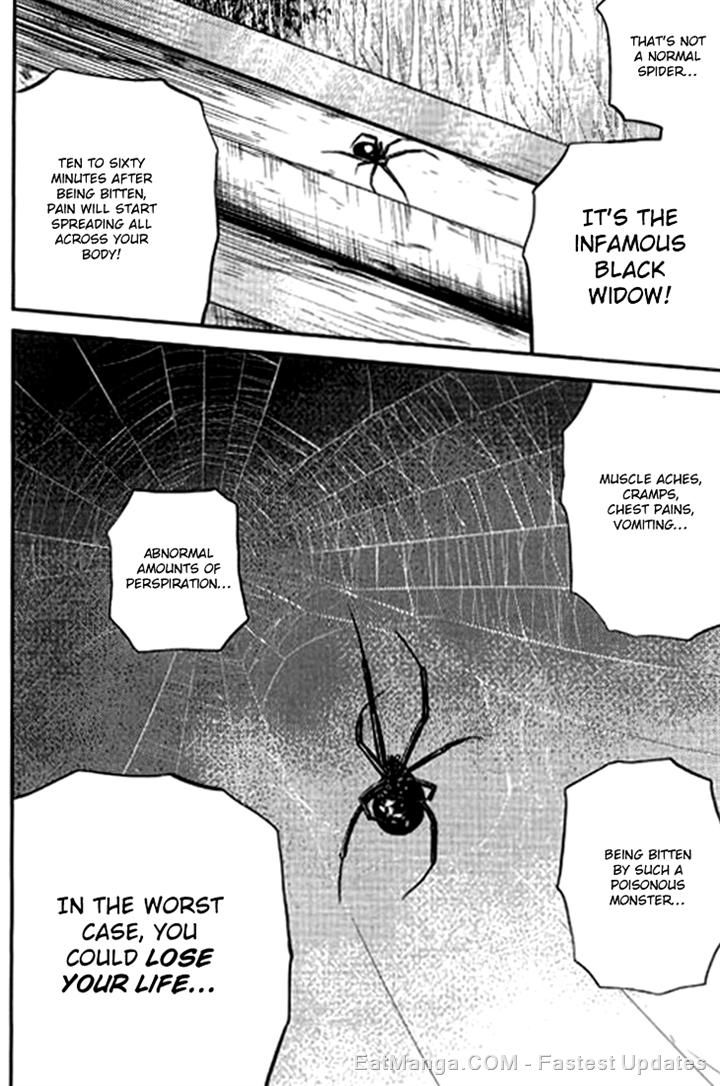 THAT'S NOT
A NORMAL
SPIDER...
IT'S THE
INFAMOUS
BLACK
WIDOW!
TEN TO SIXTY
MINUTES AFTER
BEING BITTEN,
PAIN WILL START
SPREADING ALL
ACROSS YOUR
BODY!
MUSCLE ACHES,
CRAMPS,
CHEST PAINS,
VOMITING...
ABNORMAL
AMOUNTS OF
PERSPIRATION...
BEING BITTEN
BY SUCH A
POISONOUS
MONSTER...
IN THE WORST
CASE, YOU
COULD LOSE
YOUR LIFE...
EatManga.COM - Fastest Updates